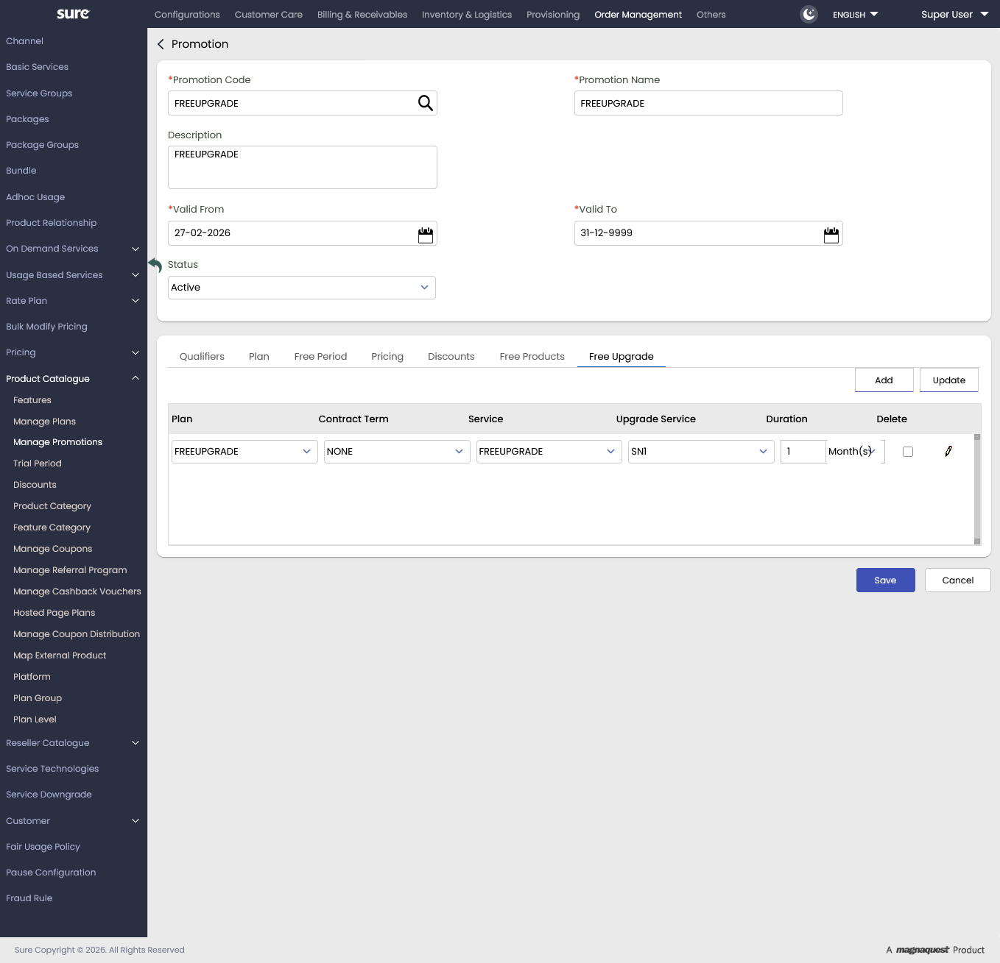 sure
Configurations Customer Care Billing & Receivables Inventory & Logistics Provisioning Order Management Others ENGLISH Super User
Channel
Basic Services
Service Groups
Packages
Package Groups
Bundle
Adhoc Usage
Product Relationship
On Demand Services
Usage Based Services
Rate Plan
Bulk Modify Pricing
Pricing
Product Catalogue
Features
Manage Plans
Manage Promotions
Trial Period
Discounts
Product Category
Feature Category
Manage Coupons
Manage Referral Program
Manage Cashback Vouchers
Hosted Page Plans
Manage Coupon Distribution
Map External Product
Platform
Plan Group
Plan Level
Reseller Catalogue
Service Technologies
Service Downgrade
Customer
Fair Usage Policy
Pause Configuration
Fraud Rule
Promotion
*Promotion Code *Promotion Name
FREEUPGRADE FREEUPGRADE
Description
FREEUPGRADE
*Valid From *Valid To
27-02-2026 31-12-9999
Status
Active
Qualifiers Plan Free Period Pricing Discounts Free Products Free Upgrade
Add Update
Plan Contract Term Service Upgrade Service Duration Delete
FREEUPGRADE NONE FREEUPGRADE SN1 1 Month(s)
Save Cancel
Sure Copyright © 2026. All Rights Reserved
A magnaquest Product